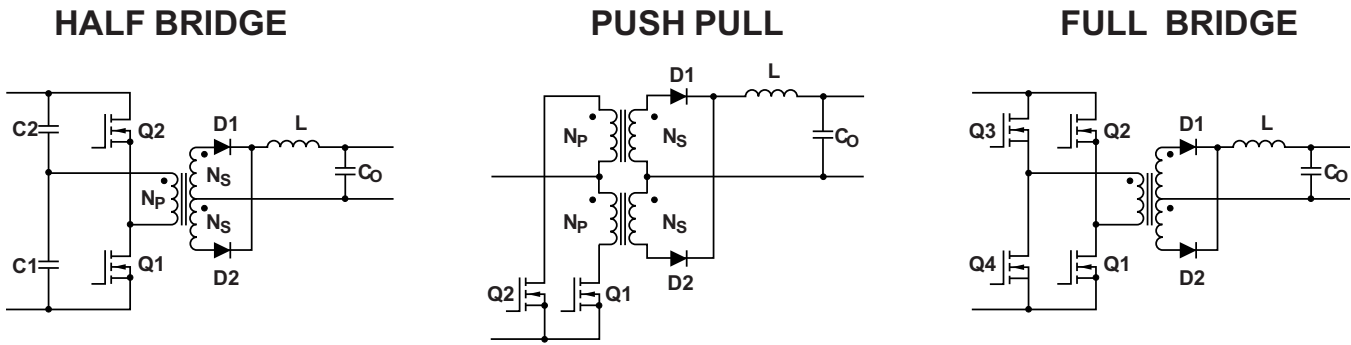 HALF BRIDGE
C2
Q2
D1
L
NP
NS
NS
CO
C1
Q1
D2
PUSH PULL
D1
L
NP
NS
CO
NP
NS
Q2
Q1
D2
FULL BRIDGE
Q3
Q2
D1
L
CO
Q4
Q1
D2